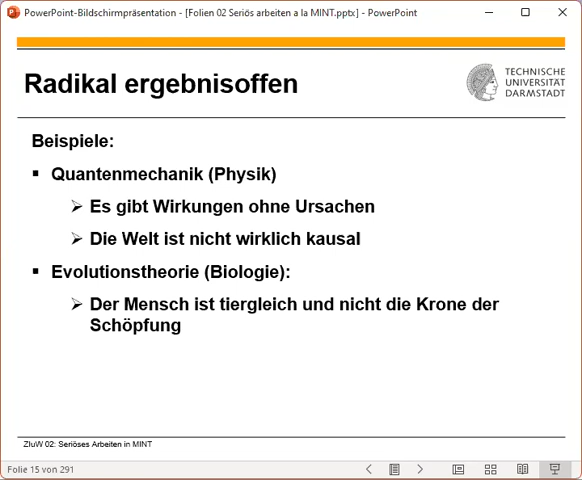 PowerPoint-Bildschirmpräsentation - [Folien 02 Seriös arbeiten a la MINT.pptx] - PowerPoint
Radikal ergebnisoffen
TECHNISCHE
UNIVERSITÄT
DARMSTADT
Beispiele:
▪ Quantenmechanik (Physik)
➢ Es gibt Wirkungen ohne Ursachen
➢ Die Welt ist nicht wirklich kausal
▪ Evolutionstheorie (Biologie):
➢ Der Mensch ist tiergleich und nicht die Krone der
Schöpfung
ZIuW 02: Seriöses Arbeiten in MINT
Folie 15 von 291